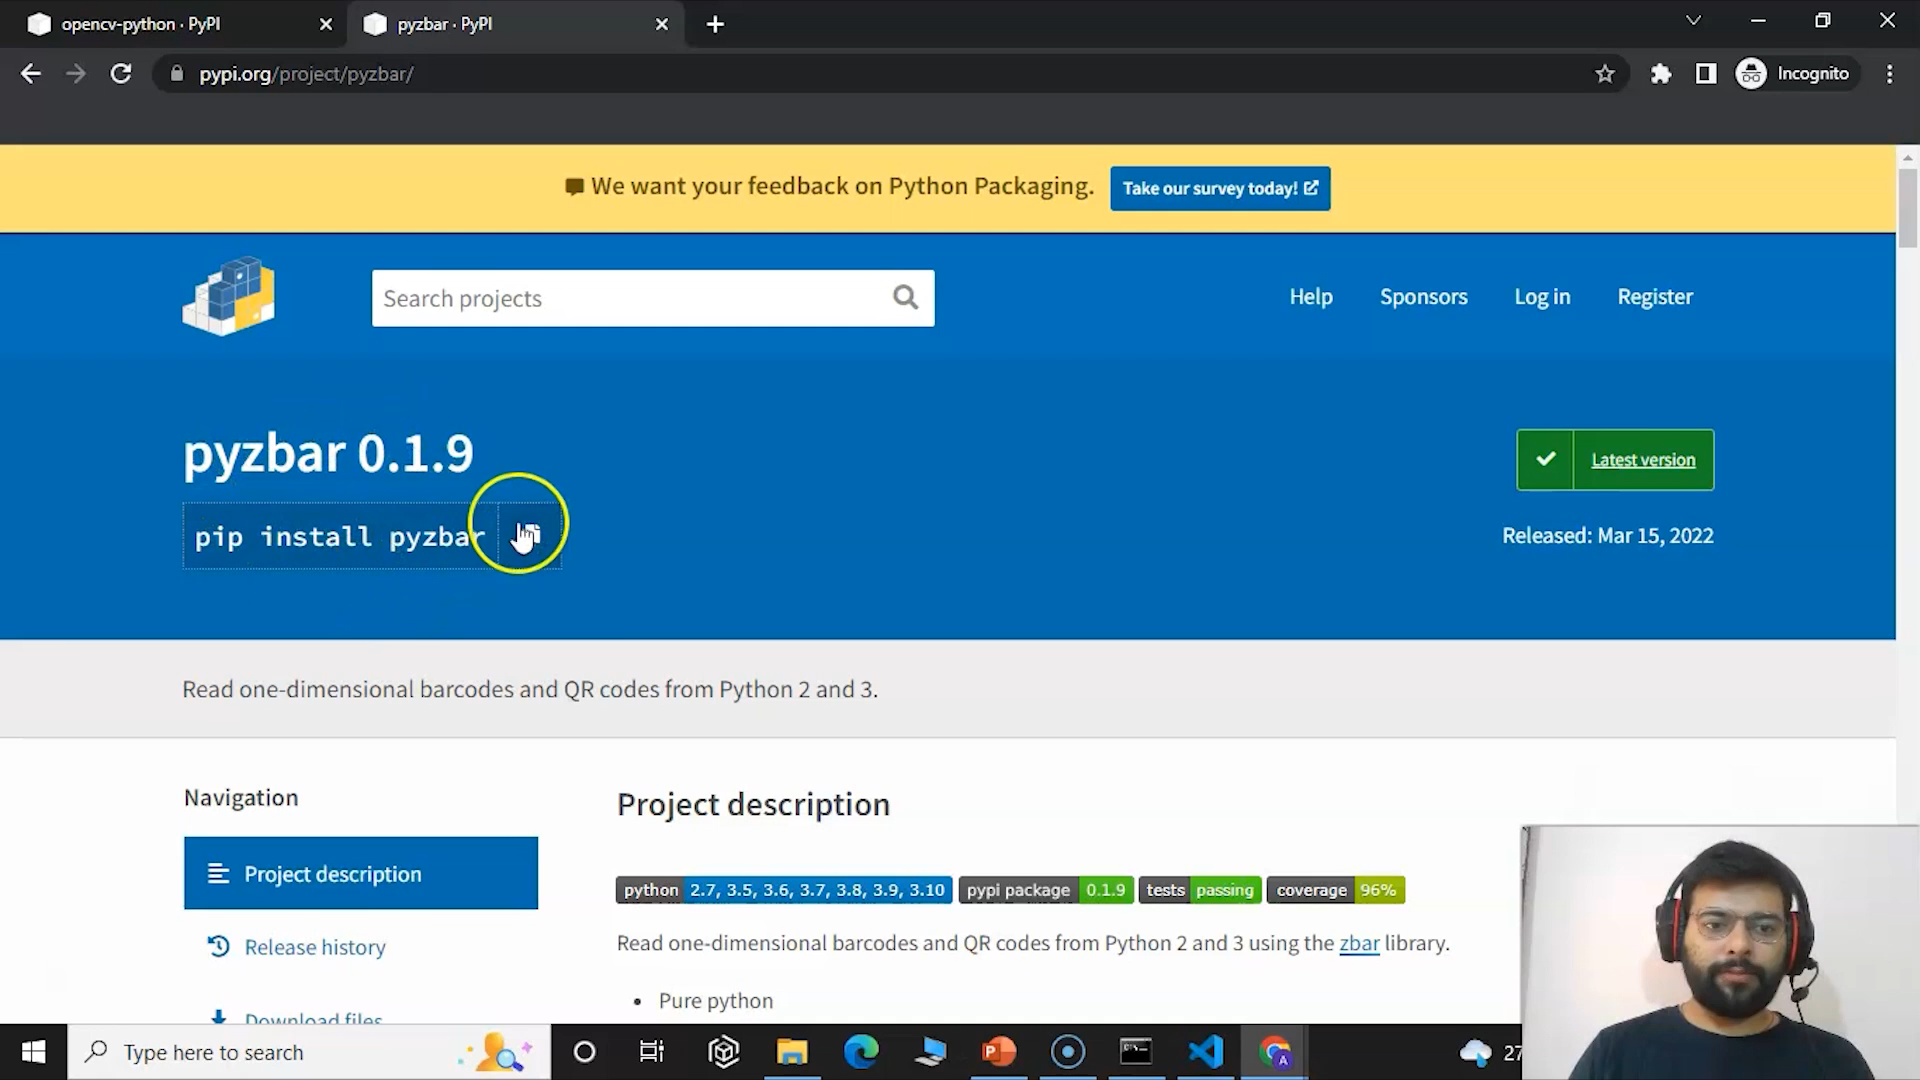 opencv-python · PyPI
pyzbar · PyPI
pypi.org/project/pyzbar/
Incognito
We want your feedback on Python Packaging.
Take our survey today!
Search projects
Help
Sponsors
Log in
Register
pyzbar 0.1.9
pip install pyzbar
Latest version
Released: Mar 15, 2022
Read one-dimensional barcodes and QR codes from Python 2 and 3.
Navigation
Project description
Release history
Download files
Project description
python 2.7, 3.5, 3.6, 3.7, 3.8, 3.9, 3.10
pypi package 0.1.9
tests passing
coverage 96%
Read one-dimensional barcodes and QR codes from Python 2 and 3 using the zbar library.
• Pure python
Type here to search
27